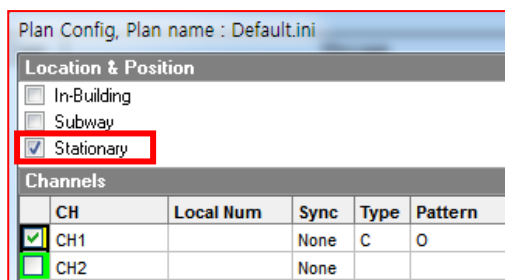 Plan Config, Plan name : Default.ini
Location & Position
In-Building
Subway
Stationary
Channels
CH Local Num Sync Type Pattern
CH1 None C O
CH2 None